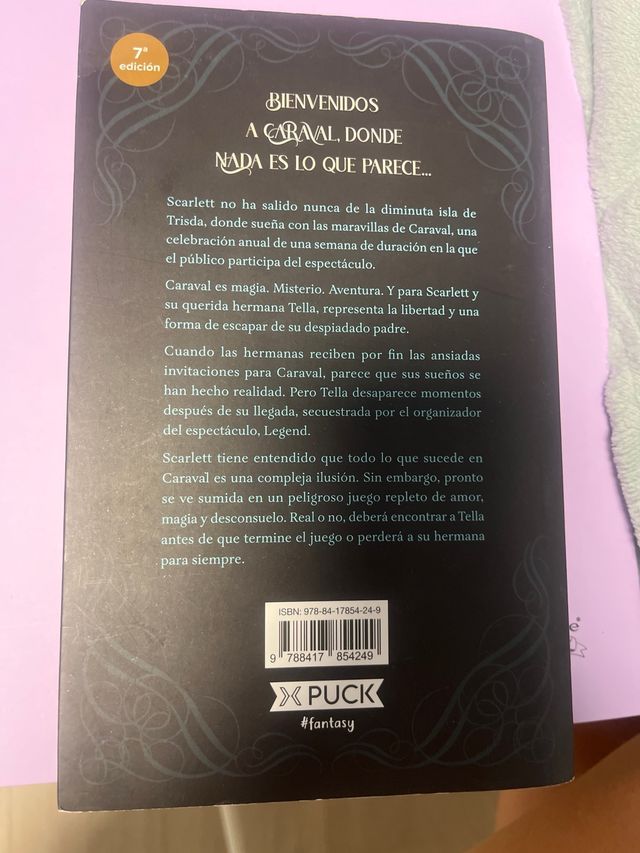 7ª
edición
BIENVENIDOS
A CARAVAL, DONDE
NADA ES LO QUE PARECE...
Scarlett no ha salido nunca de la diminuta isla de
Trisda, donde sueña con las maravillas de Caraval, una
celebración anual de una semana de duración en la que
el público participa del espectáculo.
Caraval es magia. Misterio. Aventura. Y para Scarlett y
su querida hermana Tella, representa la libertad y una
forma de escapar de su despiadado padre.
Cuando las hermanas reciben por fin las ansiadas
invitaciones para Caraval, parece que sus sueños se
han hecho realidad. Pero Tella desaparece momentos
después de su llegada, secuestrada por el organizador
del espectáculo, Legend.
Scarlett tiene entendido que todo lo que sucede en
Caraval es una compleja ilusión. Sin embargo, pronto
se ve sumida en un peligroso juego repleto de amor,
magia y desconsuelo. Real o no, deberá encontrar a Tella
antes de que termine el juego o perderá a su hermana
para siempre.
ISBN: 978-84-17854-24-9
9 788417 854249
PUCK
#fantasy